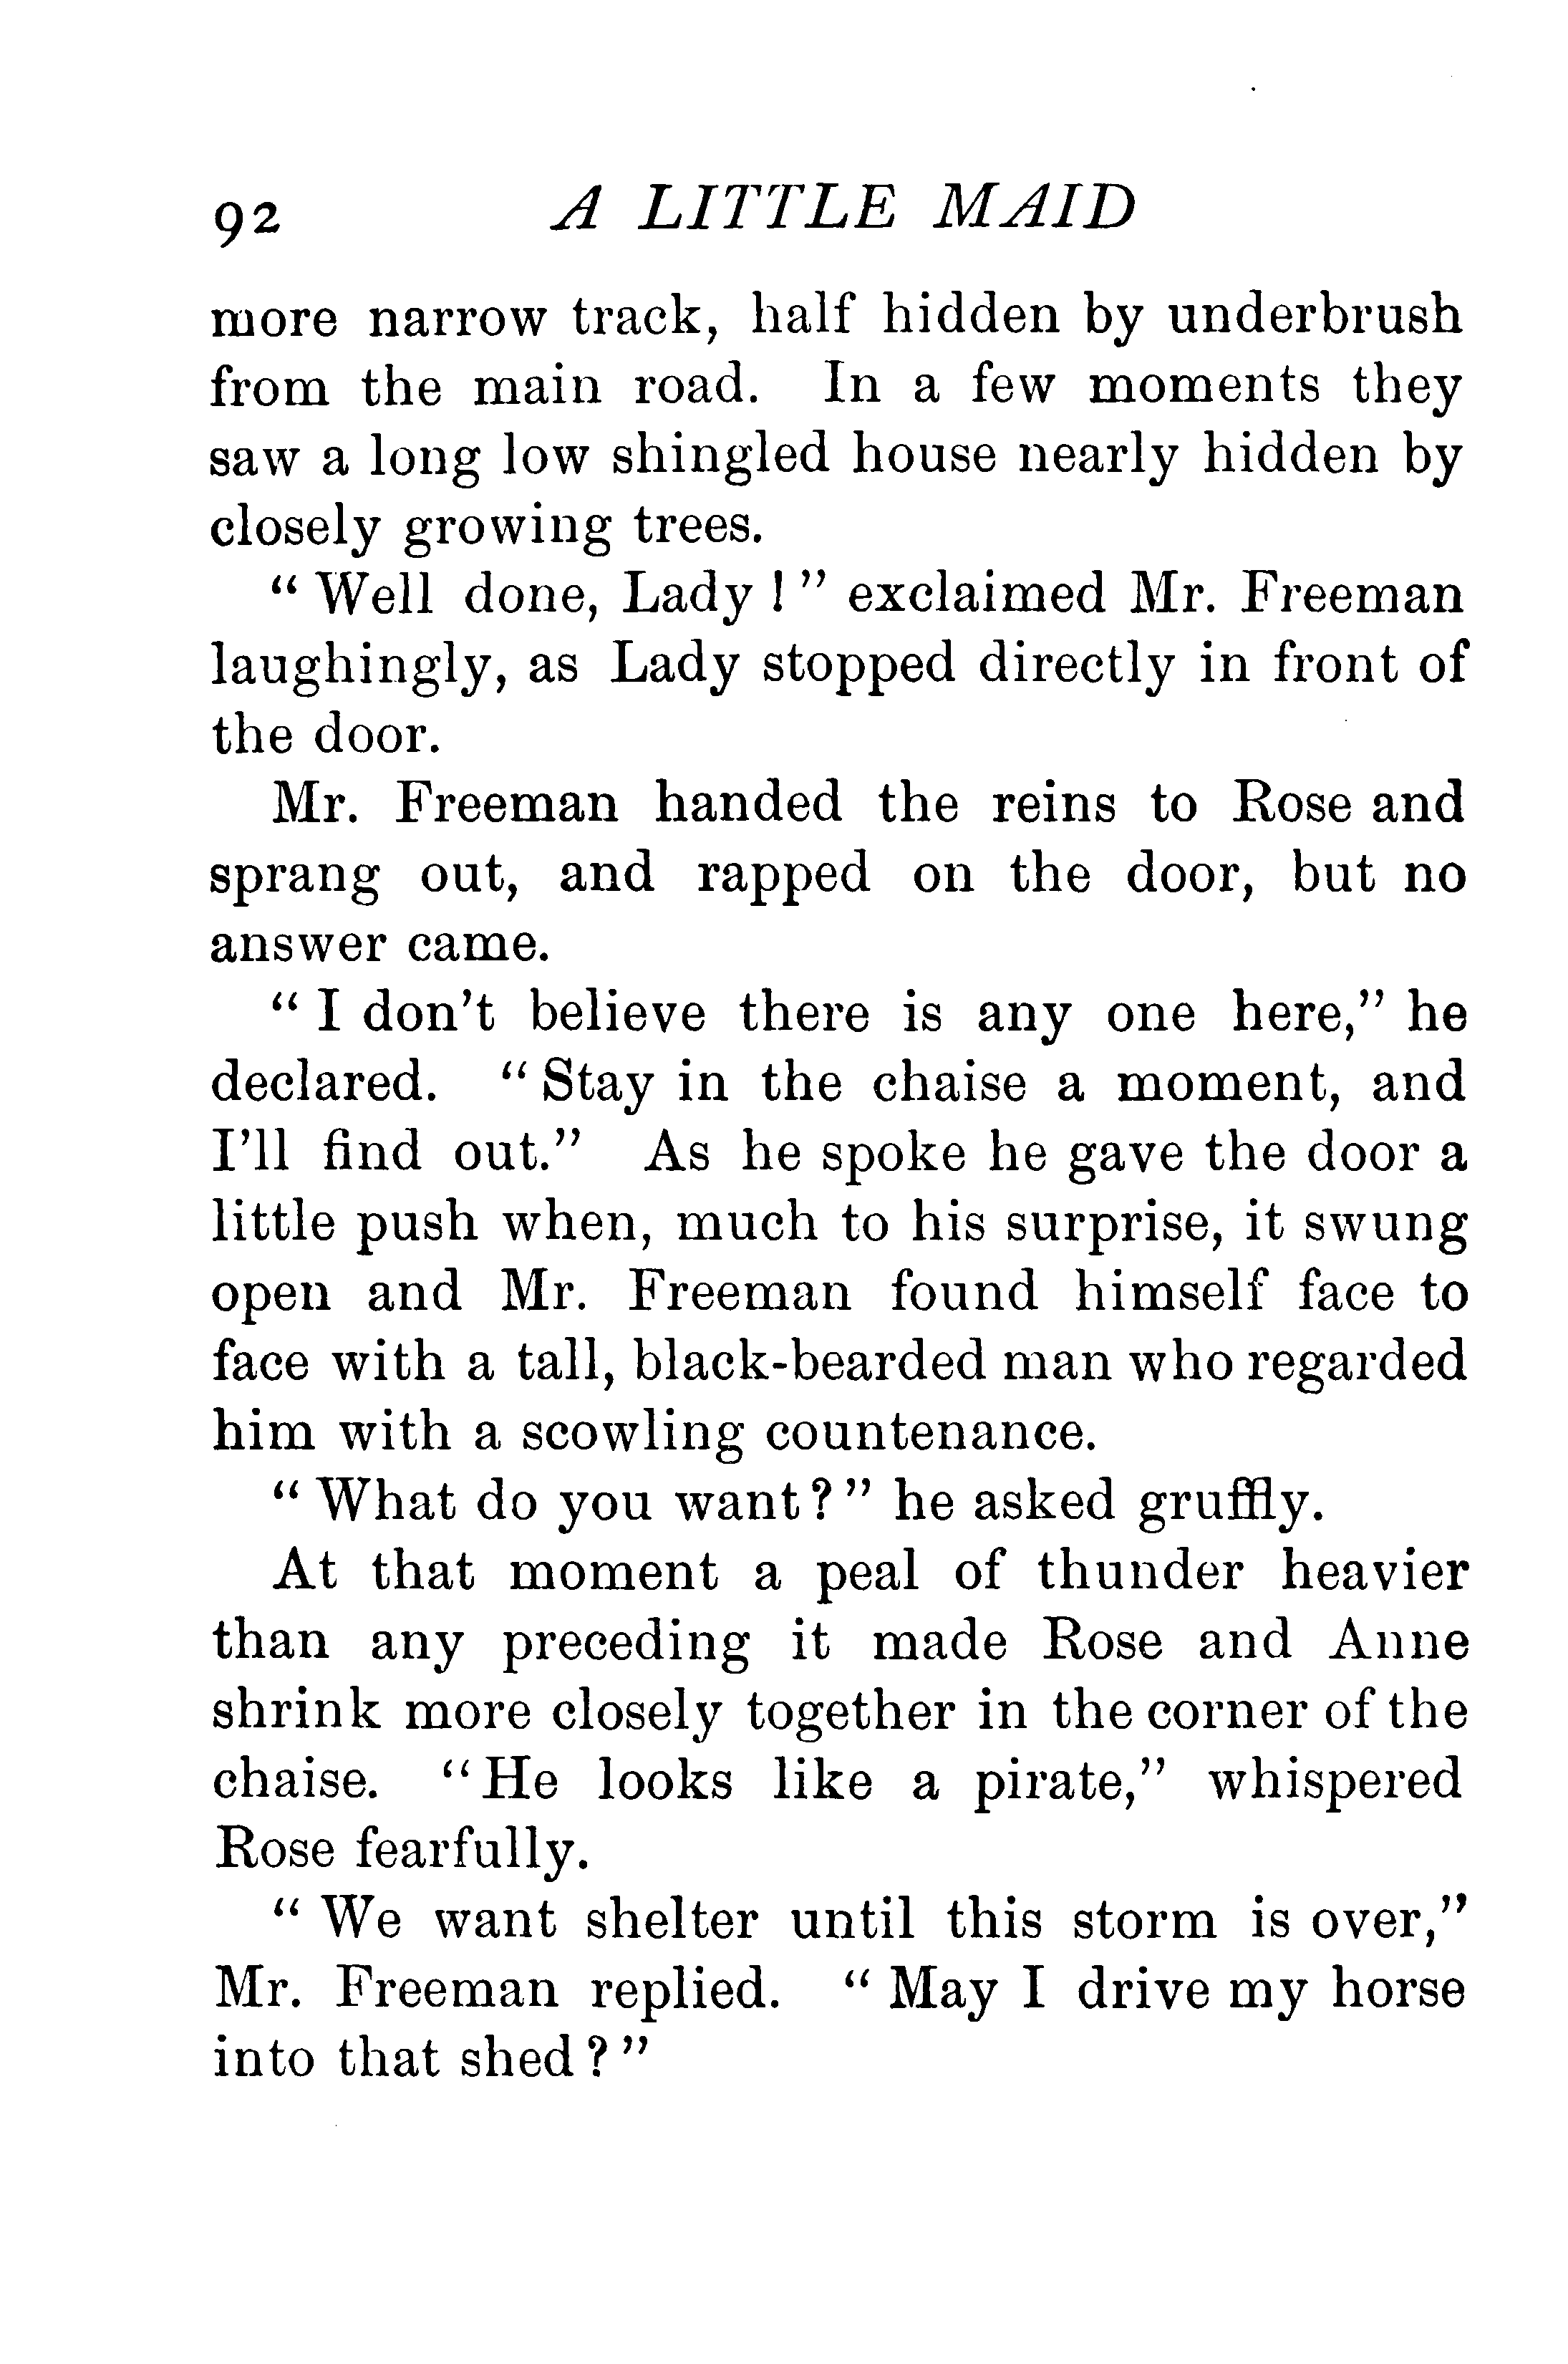 92 A LITTLE MAID
more narrow track, half hidden by underbrush
from the main road. In a few moments they
saw a long low shingled house nearly hidden by
closely growing trees.
“Well done, Lady!” exclaimed Mr. Freeman
laughingly, as Lady stopped directly in front of
the door.
Mr. Freeman handed the reins to Rose and
sprang out, and rapped on the door, but no
answer came.
“I don’t believe there is any one here,” he
declared. “Stay in the chaise a moment, and
I’ll find out.” As he spoke he gave the door a
little push when, much to his surprise, it swung
open and Mr. Freeman found himself face to
face with a tall, black-bearded man who regarded
him with a scowling countenance.
“What do you want?” he asked gruffly.
At that moment a peal of thunder heavier
than any preceding it made Rose and Anne
shrink more closely together in the corner of the
chaise. “He looks like a pirate,” whispered
Rose fearfully.
“We want shelter until this storm is over,”
Mr. Freeman replied. “May I drive my horse
into that shed?”